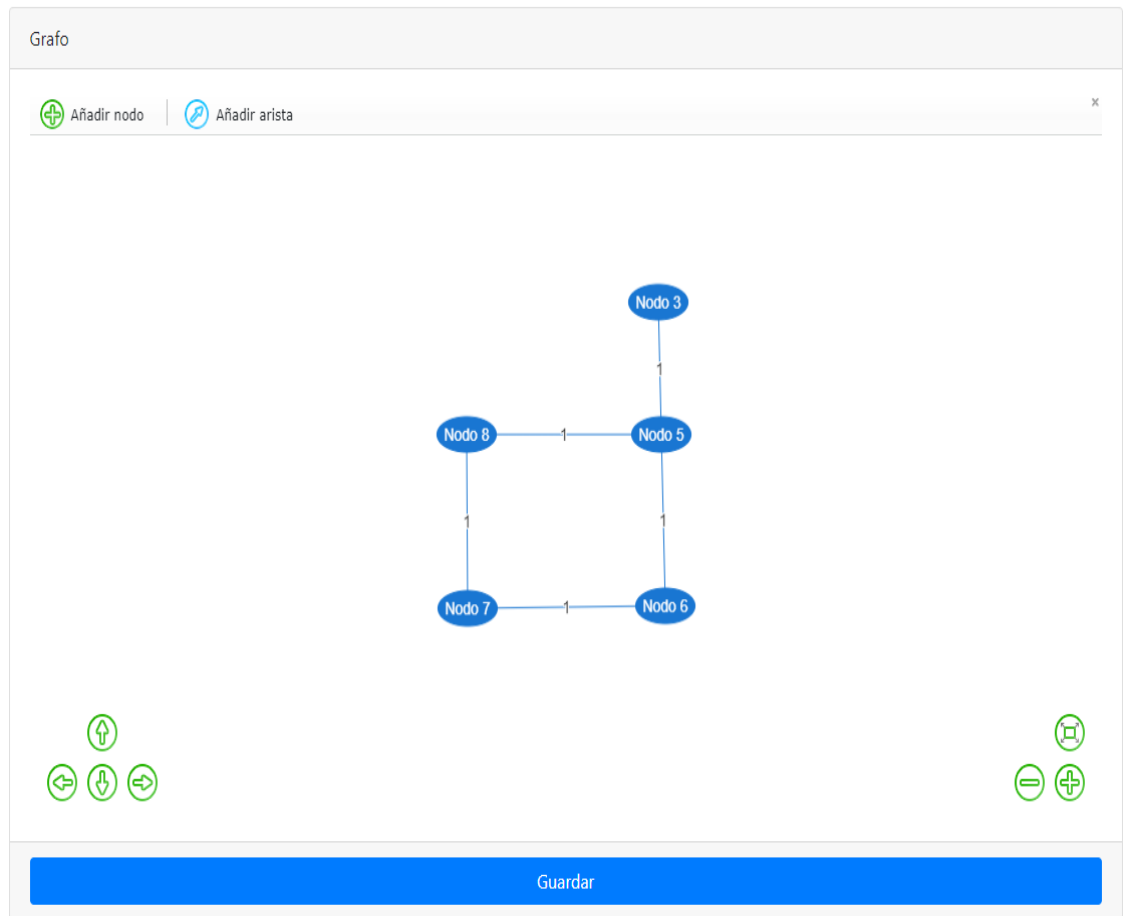 Grafo
Añadir nodo Añadir arista ×
Nodo 3
1
Nodo 8 1 Nodo 5
1 1
Nodo 7 1 Nodo 6
Guardar